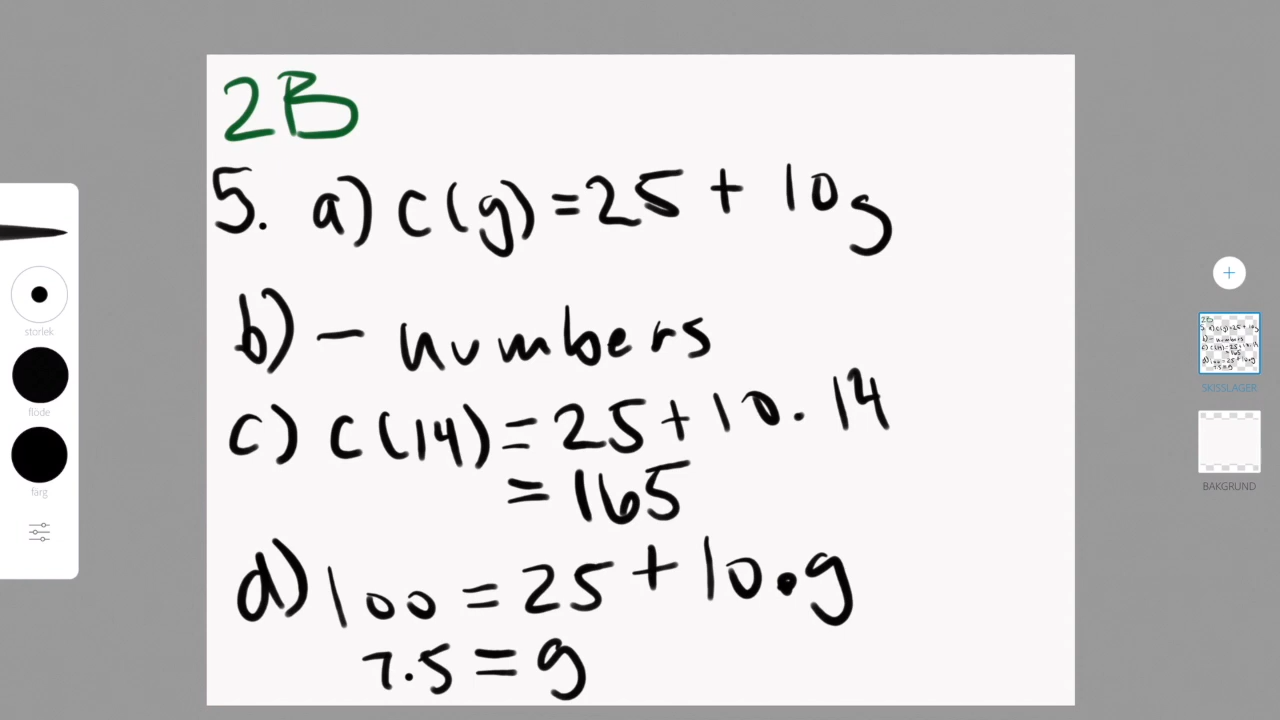 2B
5. a) C(g) = 25 + 10g
b) - numbers
c) C(14) = 25 + 10 · 14
= 165
d) 100 = 25 + 10 · g
7.5 = g
storlek
flöde
färg
SKISSLAGER
BAKGRUND